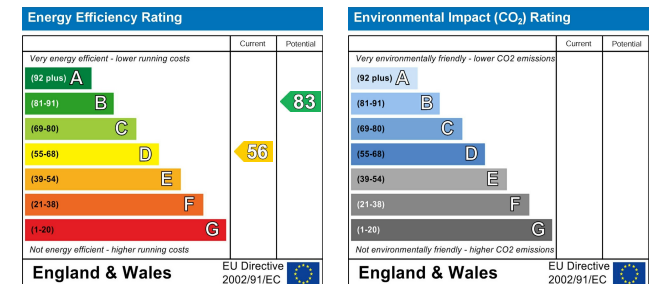 Energy Efficiency Rating
Current Potential
Very energy efficient - lower running costs
(92 plus) A
(81-91) B
83
(69-80) C
(55-68) D
56
(39-54) E
(21-38) F
(1-20) G
Not energy efficient - higher running costs
England & Wales
EU Directive
2002/91/EC
Environmental Impact (CO2) Rating
Current Potential
Very environmentally friendly - lower CO2 emissions
(92 plus) A
(81-91) B
(69-80) C
(55-68) D
(39-54) E
(21-38) F
(1-20) G
Not environmentally friendly - higher CO2 emissions
England & Wales
EU Directive
2002/91/EC